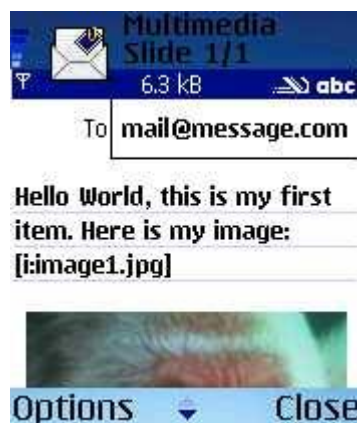 Multimedia
Slide 1/1
6.3 kB abc
To mail@message.com
Hello World, this is my first
item. Here is my image:
[i:image1.jpg]
Options Close